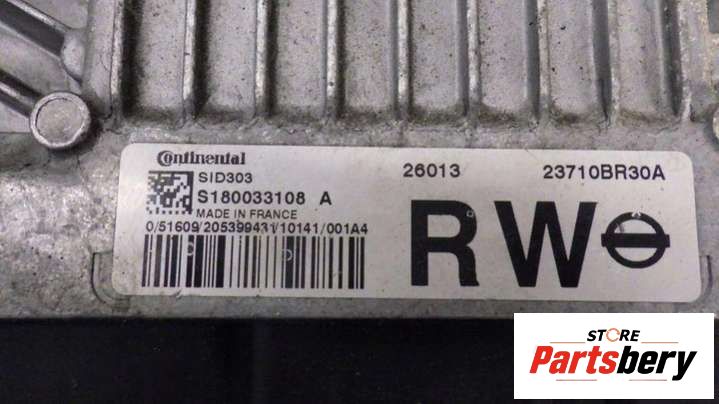 Continental
SID303
26013
23710BR30A
S180033108 A
MADE IN FRANCE
0/51609/205399431/10141/001A4
RW
STORE
Partsbery